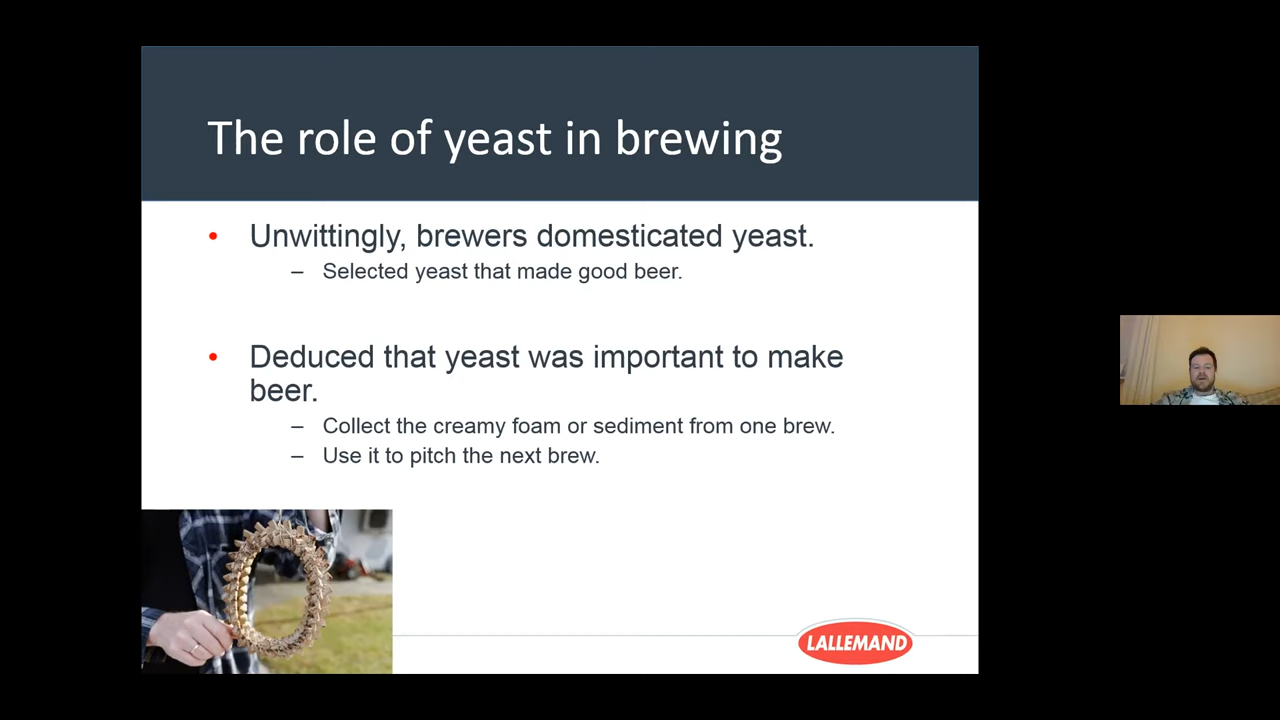 The role of yeast in brewing
• Unwittingly, brewers domesticated yeast.
– Selected yeast that made good beer.
• Deduced that yeast was important to make
beer.
– Collect the creamy foam or sediment from one brew.
– Use it to pitch the next brew.
LALLEMAND